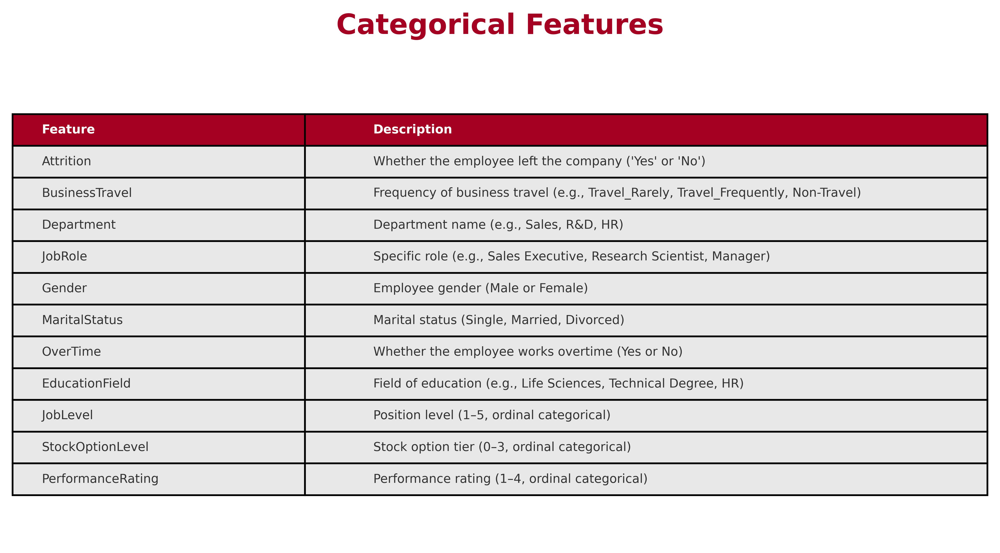 Categorical Features
Feature Description
Attrition Whether the employee left the company ('Yes' or 'No')
BusinessTravel Frequency of business travel (e.g., Travel_Rarely, Travel_Frequently, Non-Travel)
Department Department name (e.g., Sales, R&D, HR)
JobRole Specific role (e.g., Sales Executive, Research Scientist, Manager)
Gender Employee gender (Male or Female)
MaritalStatus Marital status (Single, Married, Divorced)
OverTime Whether the employee works overtime (Yes or No)
EducationField Field of education (e.g., Life Sciences, Technical Degree, HR)
JobLevel Position level (1–5, ordinal categorical)
StockOptionLevel Stock option tier (0–3, ordinal categorical)
PerformanceRating Performance rating (1–4, ordinal categorical)